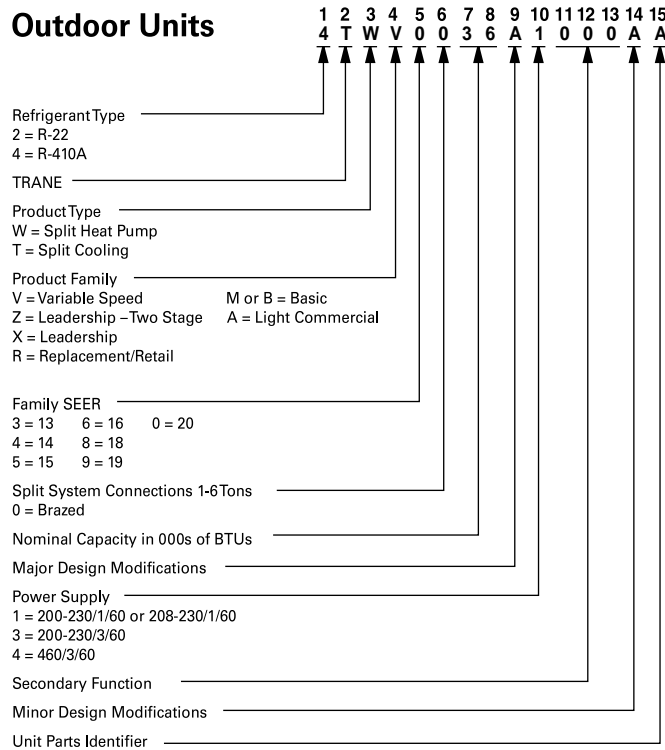 Outdoor Units
1 2 3 4 5 6 7 8 9 10 11 12 13 14 15
4 T W V 0 0 3 6 A 1 0 0 0 A A
Refrigerant Type
2 = R-22
4 = R-410A
TRANE
Product Type
W = Split Heat Pump
T = Split Cooling
Product Family
V = Variable Speed M or B = Basic
Z = Leadership – Two Stage A = Light Commercial
X = Leadership
R = Replacement/Retail
Family SEER
3 = 13 6 = 16 0 = 20
4 = 14 8 = 18
5 = 15 9 = 19
Split System Connections 1-6 Tons
0 = Brazed
Nominal Capacity in 000s of BTUs
Major Design Modifications
Power Supply
1 = 200-230/1/60 or 208-230/1/60
3 = 200-230/3/60
4 = 460/3/60
Secondary Function
Minor Design Modifications
Unit Parts Identifier